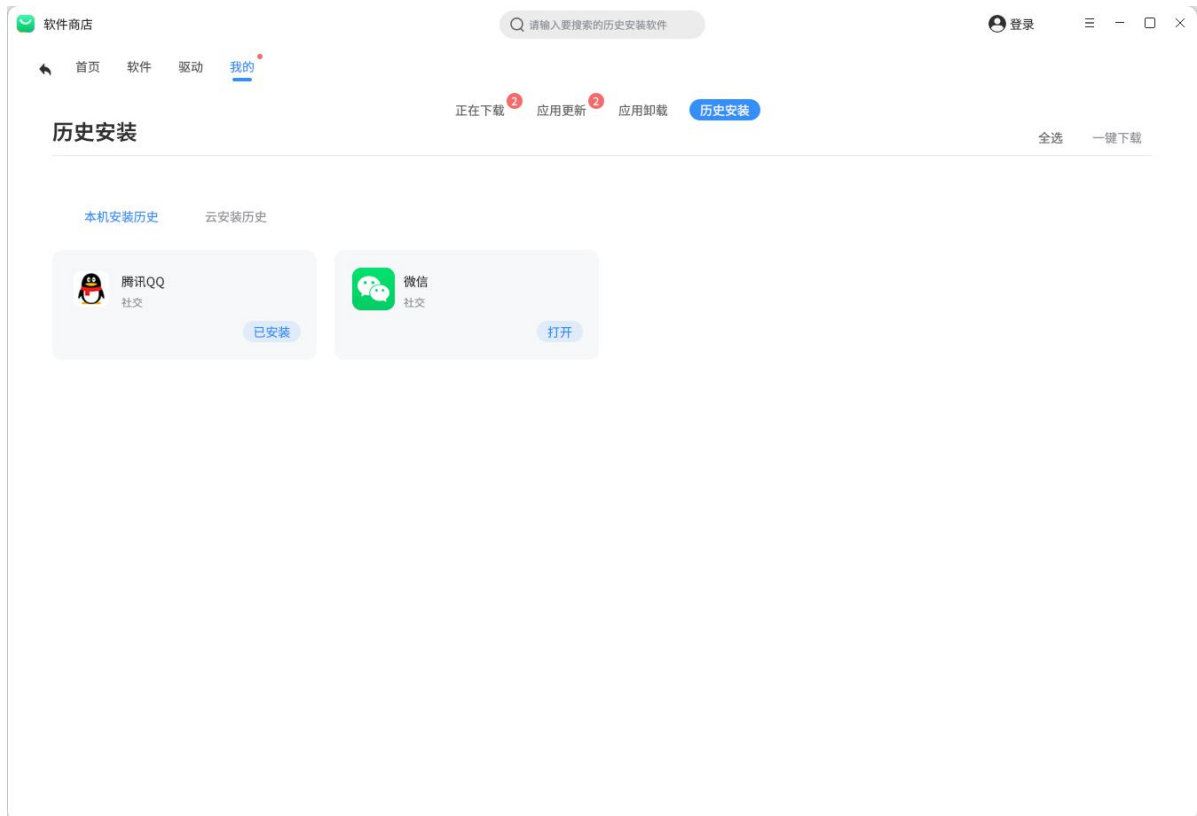 软件商店
请输入要搜索的历史安装软件
登录
首页 软件 驱动 我的
正在下载 2 应用更新 2 应用卸载 历史安装
历史安装
全选 一键下载
本机安装历史 云安装历史
腾讯QQ
社交
已安装
微信
社交
打开